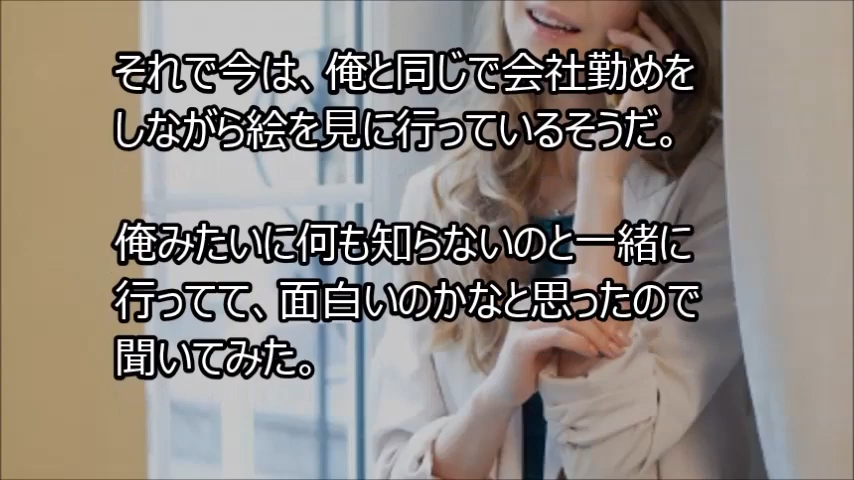 それで今は、俺と同じで会社勤めを
しながら絵を見に行っているそうだ。
俺みたいに何も知らないのと一緒に
行ってて、面白いのかなと思ったので
聞いてみた。